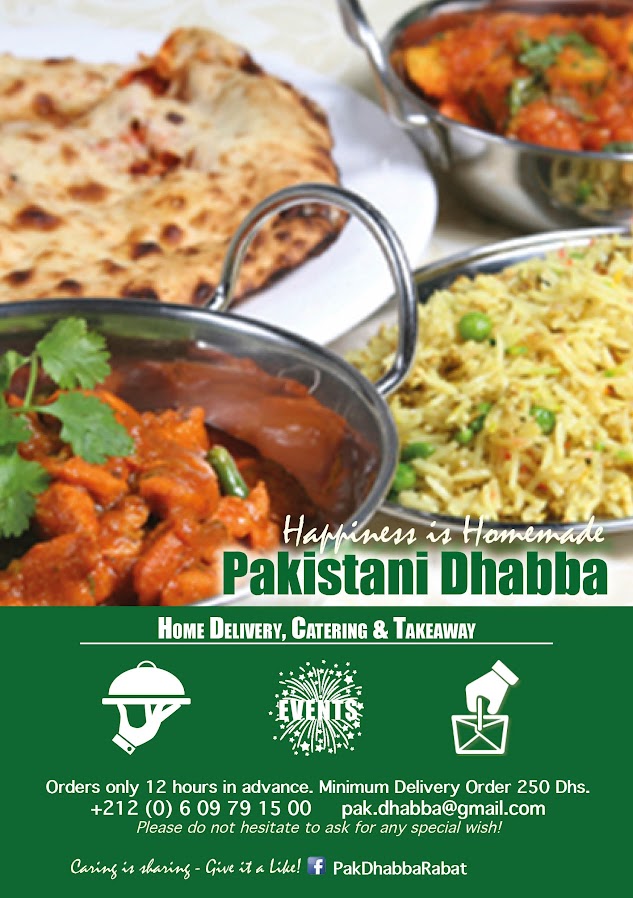 Happiness is Homemade
Pakistani Dhabba
Home Delivery, Catering & Takeaway
EVENTS
Orders only 12 hours in advance. Minimum Delivery Order 250 Dhs.
+212 (0) 6 09 79 15 00 pak.dhabba@gmail.com
Please do not hesitate to ask for any special wish!
Caring is sharing - Give it a Like! f PakDhabbaRabat